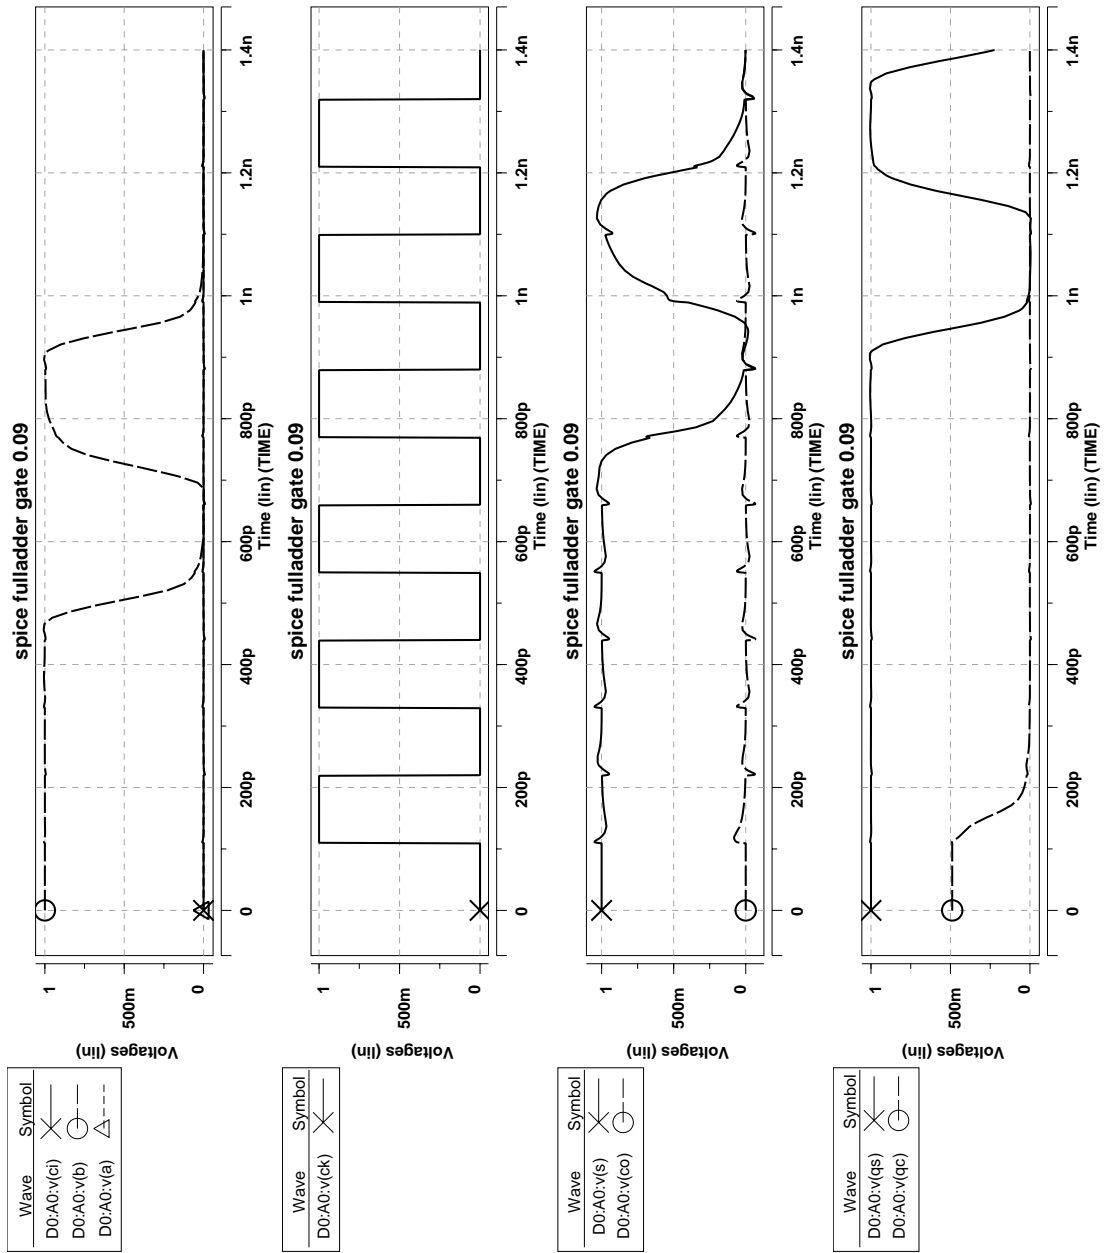 spice fulladder gate 0.09
Wave Symbol
D0:A0:v(ci)
D0:A0:v(b)
D0:A0:v(a)
Voltages (lin)
1
500m
0
0 200p 400p 600p 800p 1n 1.2n 1.4n
Time (lin) (TIME)
spice fulladder gate 0.09
Wave Symbol
D0:A0:v(ck)
Voltages (lin)
1
500m
0
0 200p 400p 600p 800p 1n 1.2n 1.4n
Time (lin) (TIME)
spice fulladder gate 0.09
Wave Symbol
D0:A0:v(s)
D0:A0:v(co)
Voltages (lin)
1
500m
0
0 200p 400p 600p 800p 1n 1.2n 1.4n
Time (lin) (TIME)
spice fulladder gate 0.09
Wave Symbol
D0:A0:v(qs)
D0:A0:v(qc)
Voltages (lin)
1
500m
0
0 200p 400p 600p 800p 1n 1.2n 1.4n
Time (lin) (TIME)